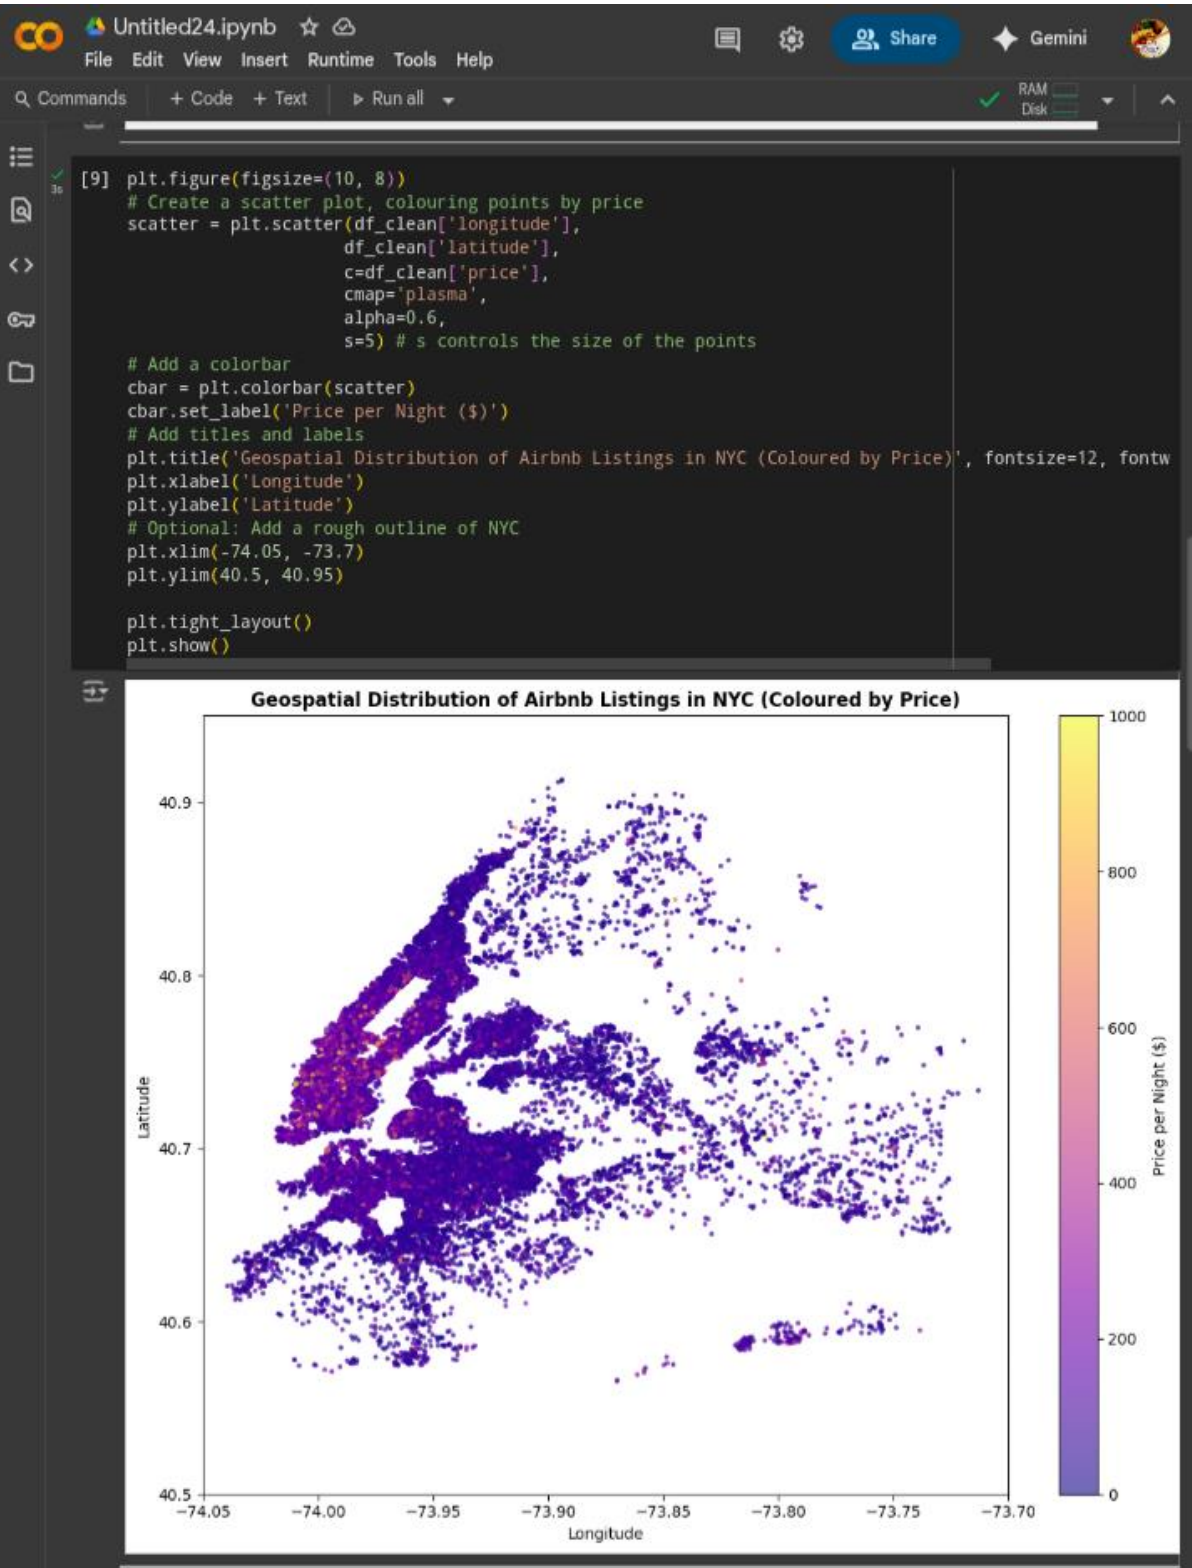 Untitled24.ipynb
File Edit View Insert Runtime Tools Help
Share
Gemini
Commands + Code + Text Run all
RAM
Disk
3s
[9] plt.figure(figsize=(10, 8))
# Create a scatter plot, colouring points by price
scatter = plt.scatter(df_clean['longitude'],
df_clean['latitude'],
c=df_clean['price'],
cmap='plasma',
alpha=0.6,
s=5) # s controls the size of the points
# Add a colorbar
cbar = plt.colorbar(scatter)
cbar.set_label('Price per Night ($)')
# Add titles and labels
plt.title('Geospatial Distribution of Airbnb Listings in NYC (Coloured by Price)', fontsize=12, fontw
plt.xlabel('Longitude')
plt.ylabel('Latitude')
# Optional: Add a rough outline of NYC
plt.xlim(-74.05, -73.7)
plt.ylim(40.5, 40.95)
plt.tight_layout()
plt.show()
Geospatial Distribution of Airbnb Listings in NYC (Coloured by Price)
40.9
40.8
40.7
40.6
40.5
Latitude
−74.05 −74.00 −73.95 −73.90 −73.85 −73.80 −73.75 −73.70
Longitude
1000
800
600
400
200
0
Price per Night ($)